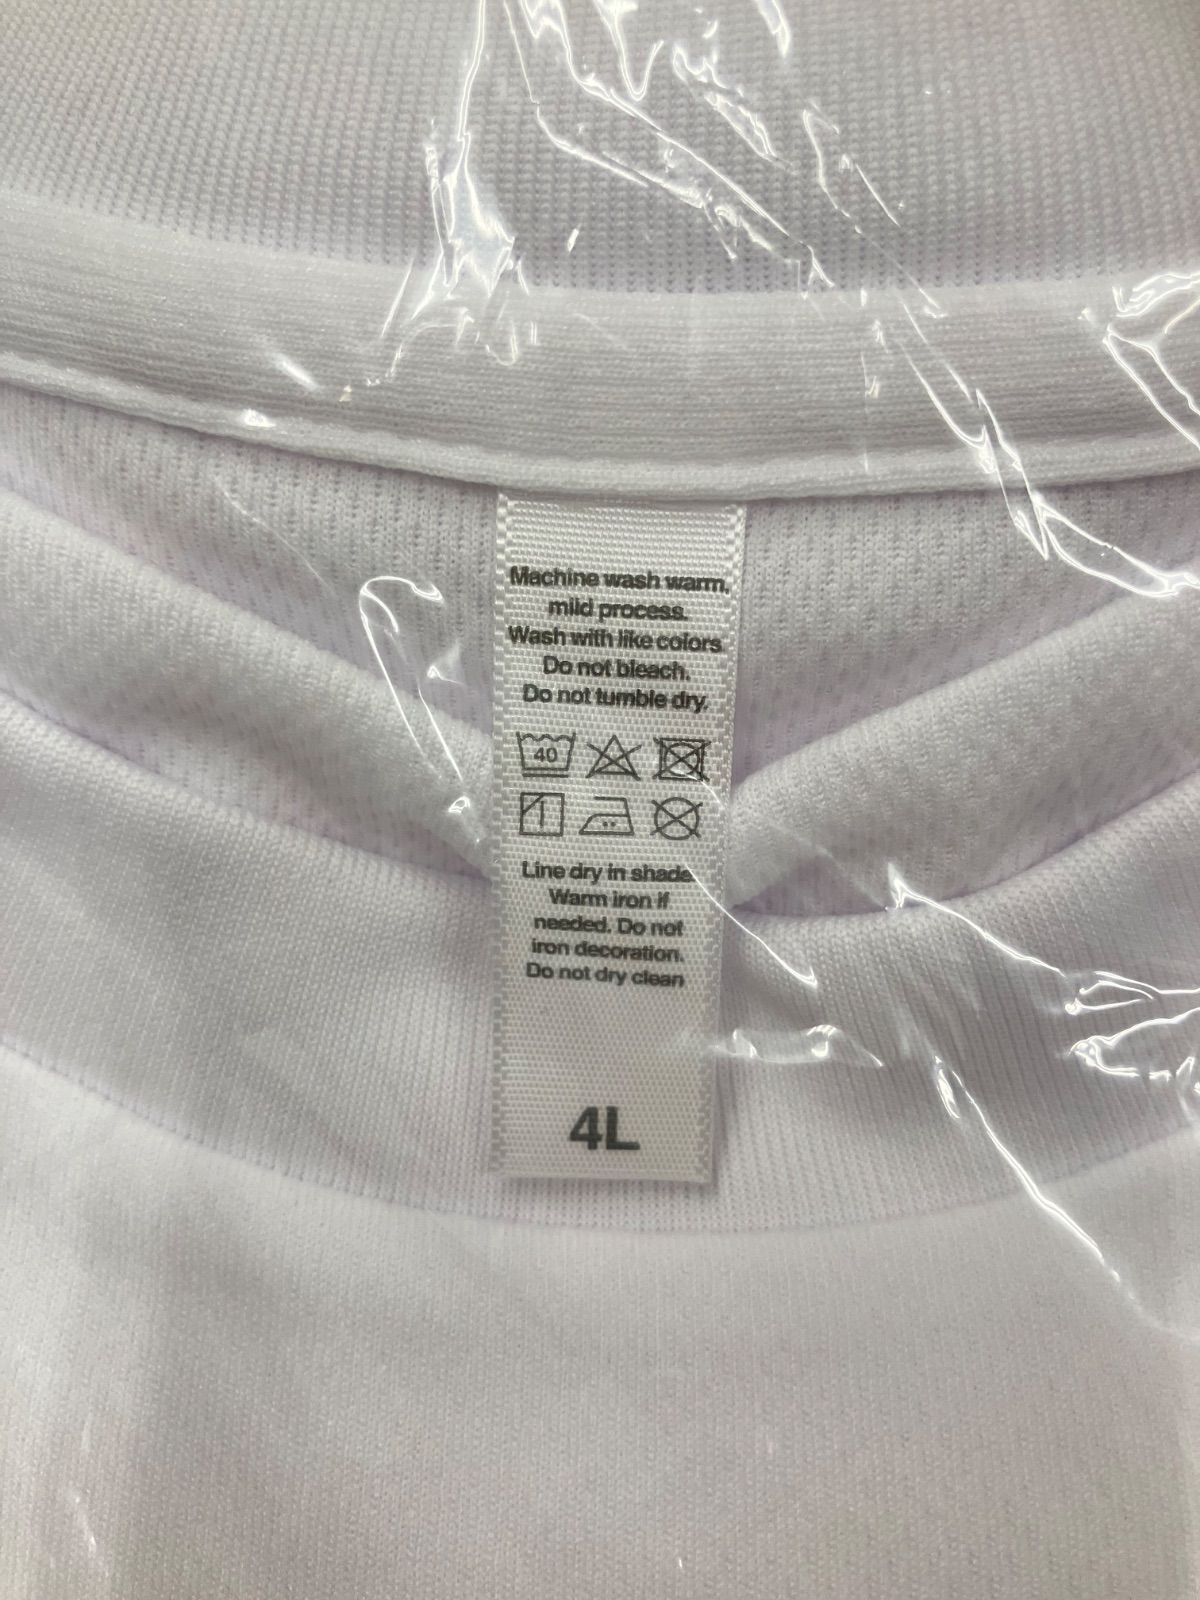 Machine wash warm,
mild process.
Wash with like colors
Do not bleach.
Do not tumble dry.
40
Line dry in shade
Warm iron if
needed. Do not
iron decoration.
Do not dry clean
4L